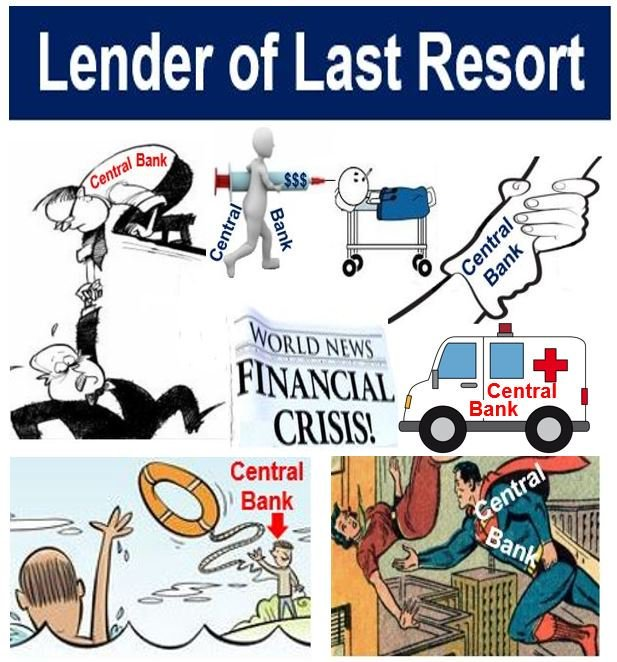 Lender of Last Resort
Central Bank
$$$
Central
Bank
Central
Bank
WORLD NEWS
FINANCIAL
CRISIS!
Central
Bank
Central
Bank
Central
Bank